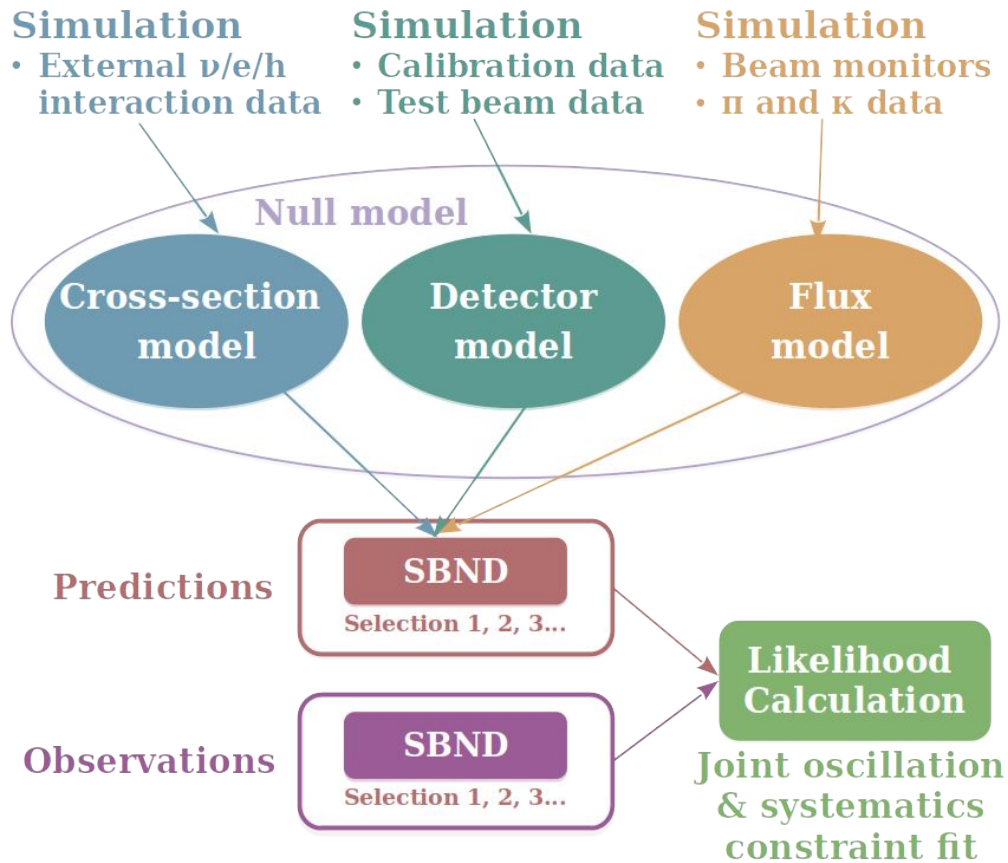 Simulation
• External ν/e/h
interaction data
Simulation
• Calibration data
• Test beam data
Simulation
• Beam monitors
• π and κ data
Null model
Cross-section
model
Detector
model
Flux
model
Predictions
SBND
Selection 1, 2, 3...
Observations
SBND
Selection 1, 2, 3...
Likelihood
Calculation
Joint oscillation
& systematics
constraint fit